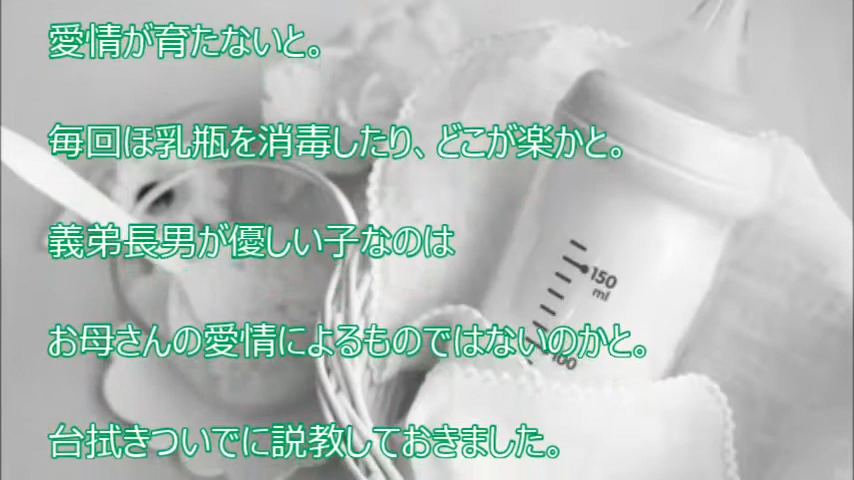 愛情が育たないと。
毎回ほ乳瓶を消毒したり、どこが楽かと。
義弟長男が優しい子なのは
お母さんの愛情によるものではないのかと。
台拭きついでに説教しておきました。
150
ml
100